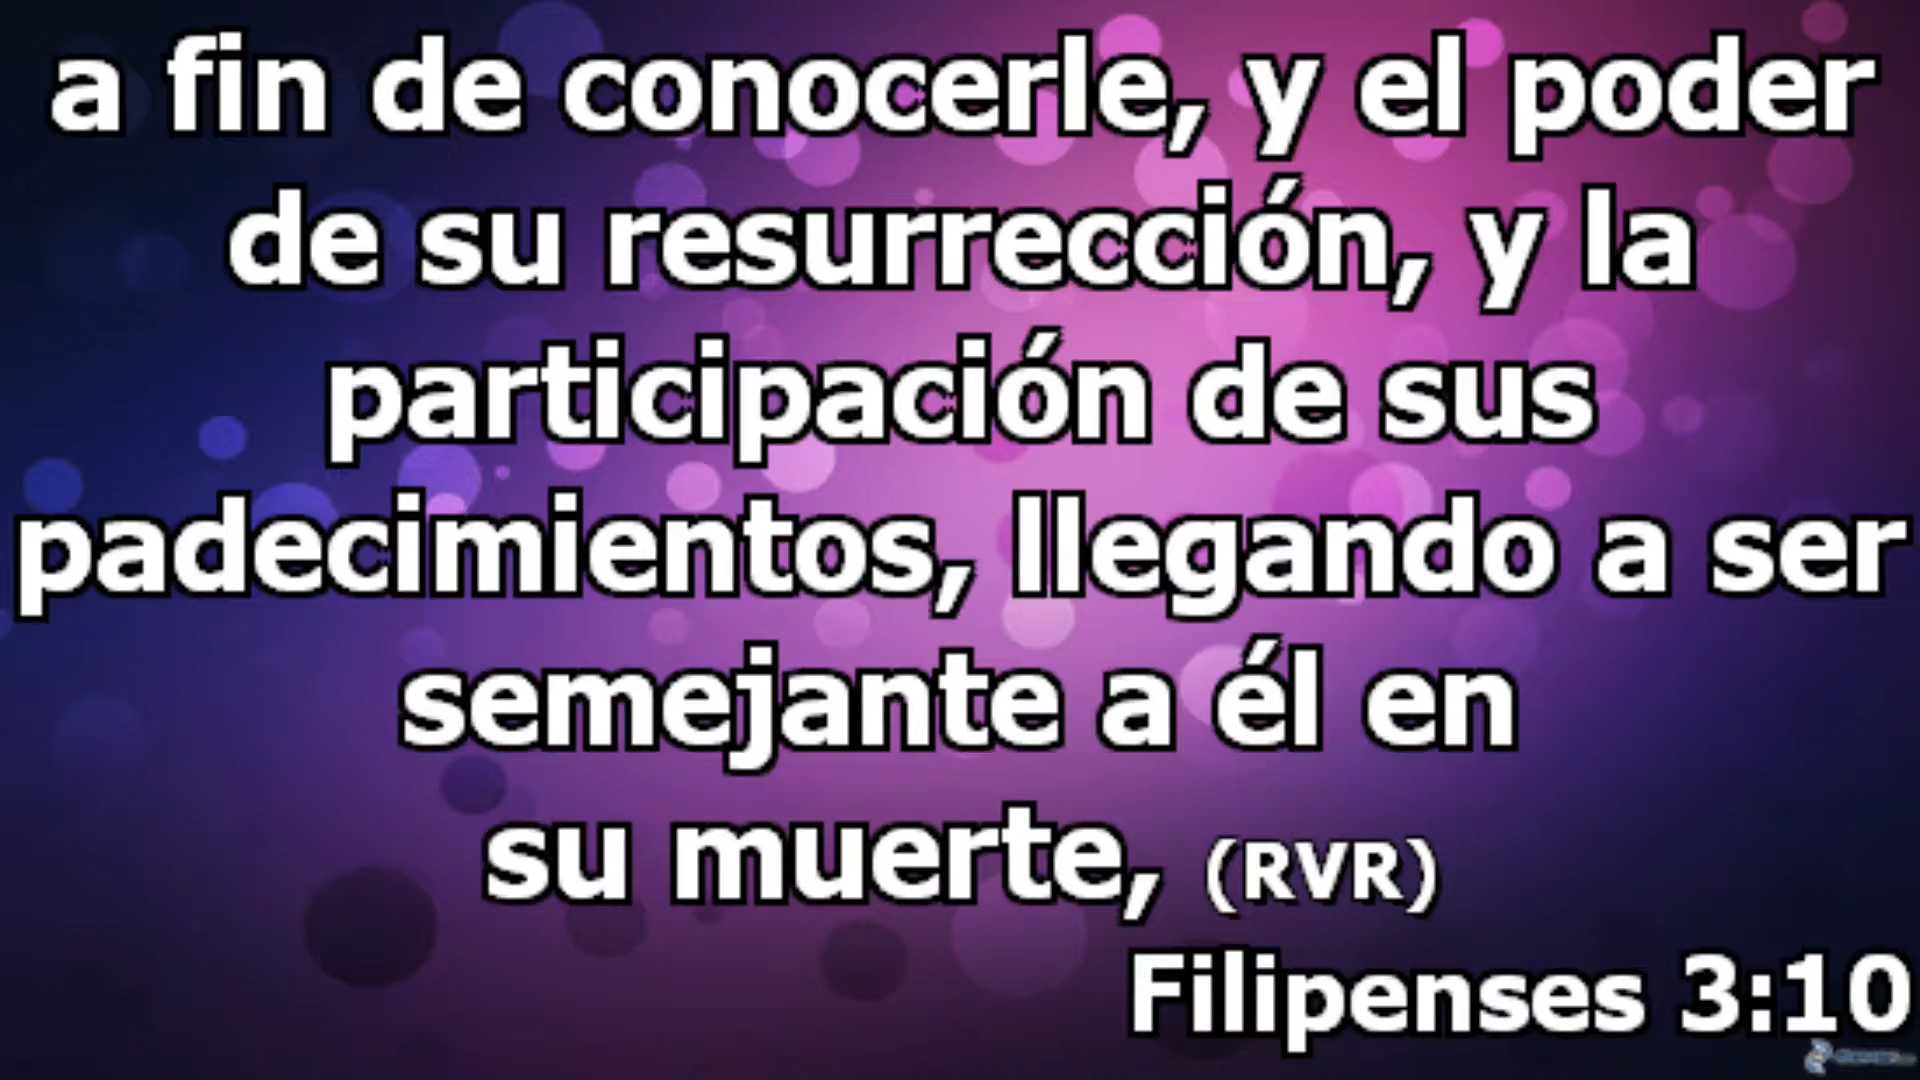 a fin de conocerle, y el poder
de su resurrección, y la
participación de sus
padecimientos, llegando a ser
semejante a él en
su muerte, (RVR)
Filipenses 3:10